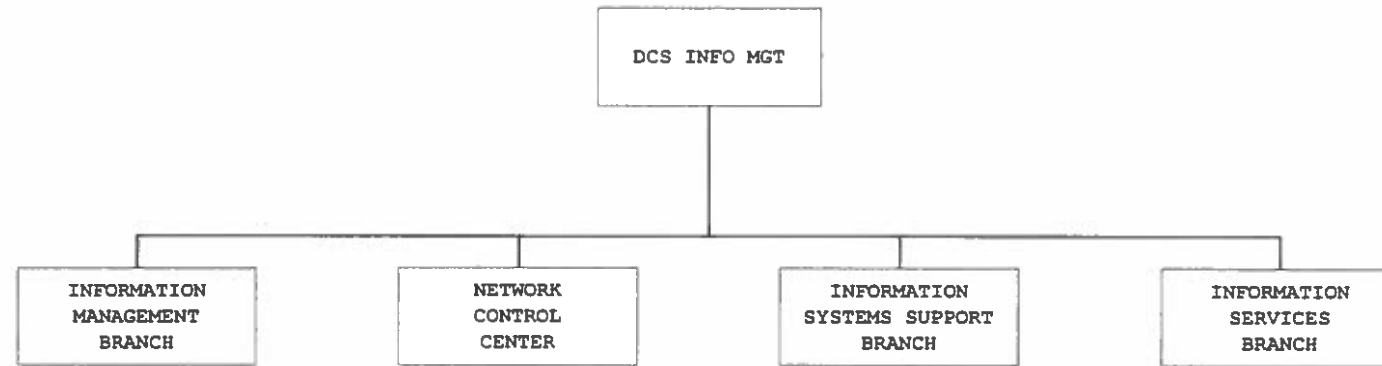 DCS INFO MGT
INFORMATION
MANAGEMENT
BRANCH
NETWORK
CONTROL
CENTER
INFORMATION
SYSTEMS SUPPORT
BRANCH
INFORMATION
SERVICES
BRANCH